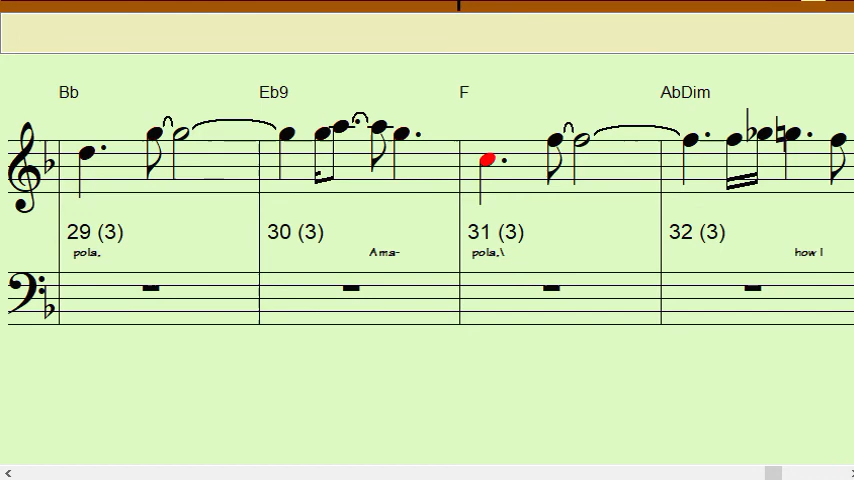 Bb Eb9 F AbDim
29 (3) 30 (3) 31 (3) 32 (3)
pola. Ama- pola.\ how I